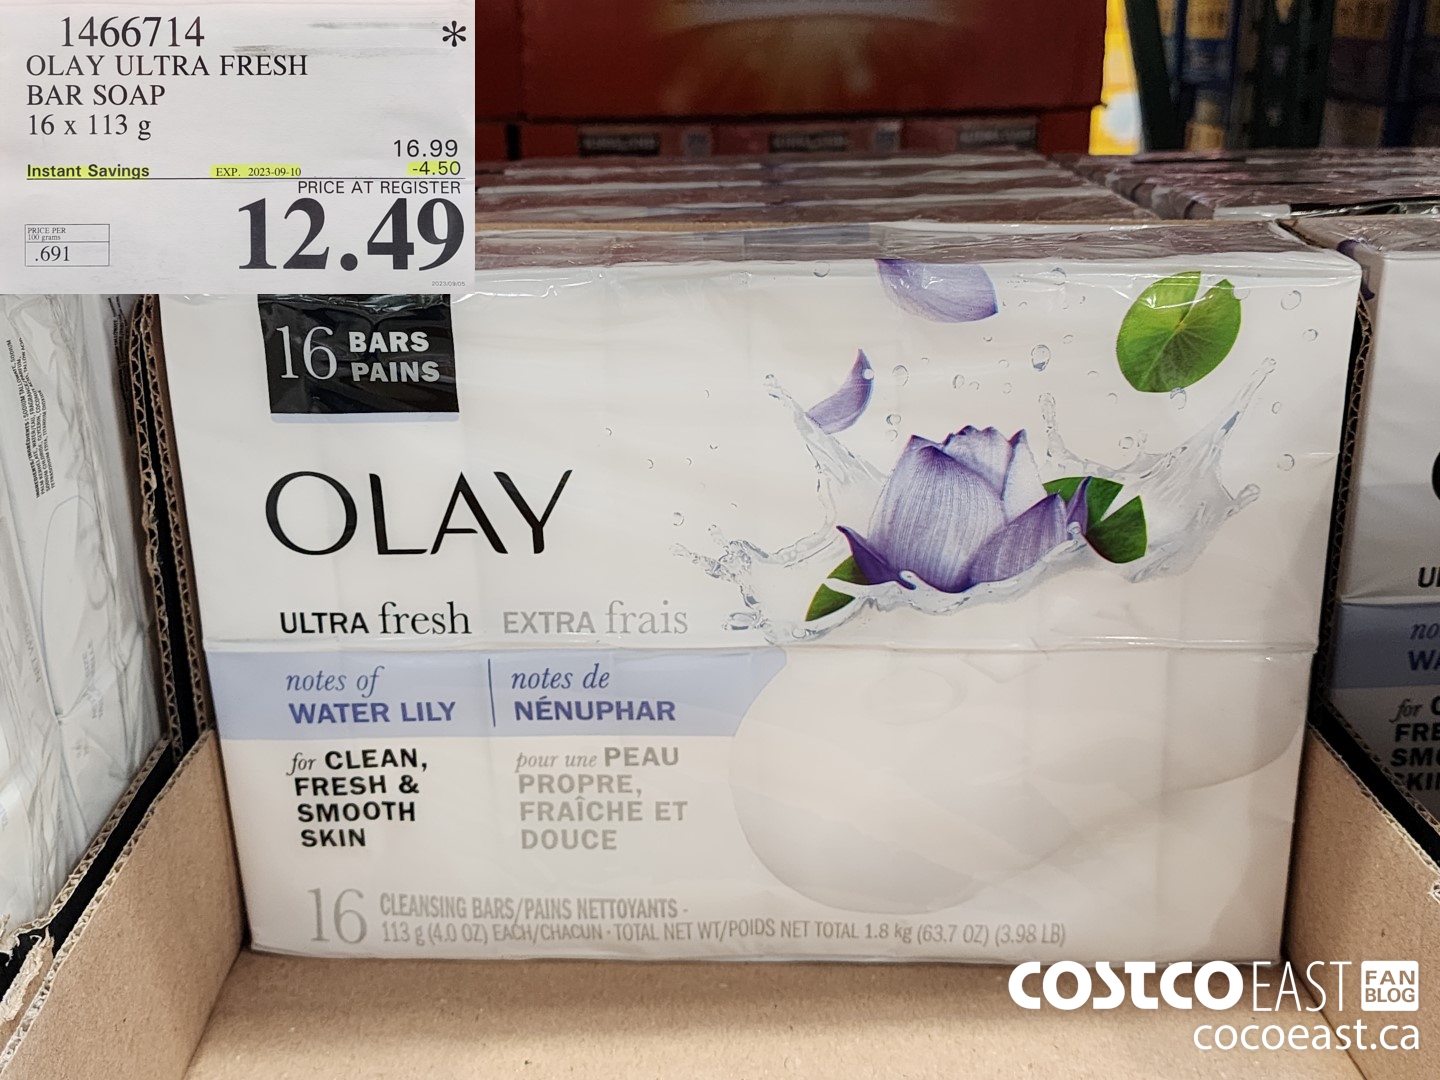 1466714 *
OLAY ULTRA FRESH
BAR SOAP
16 x 113 g
16.99
Instant Savings EXP. 2023-09-10 -4.50
PRICE AT REGISTER
12.49
PRICE PER
100 grams
.691
2023/09/05
16 BARS
PAINS
OLAY
ULTRA fresh EXTRA frais
notes of
WATER LILY
notes de
NÉNUPHAR
for CLEAN,
FRESH &
SMOOTH
SKIN
pour une PEAU
PROPRE,
FRAÎCHE ET
DOUCE
16 CLEANSING BARS/PAINS NETTOYANTS -
113 g (4.0 OZ) EACH/CHACUN · TOTAL NET WT/POIDS NET TOTAL 1.8 kg (63.7 OZ) (3.98 LB)
COSTCO EAST FAN
BLOG
cocoeast.ca